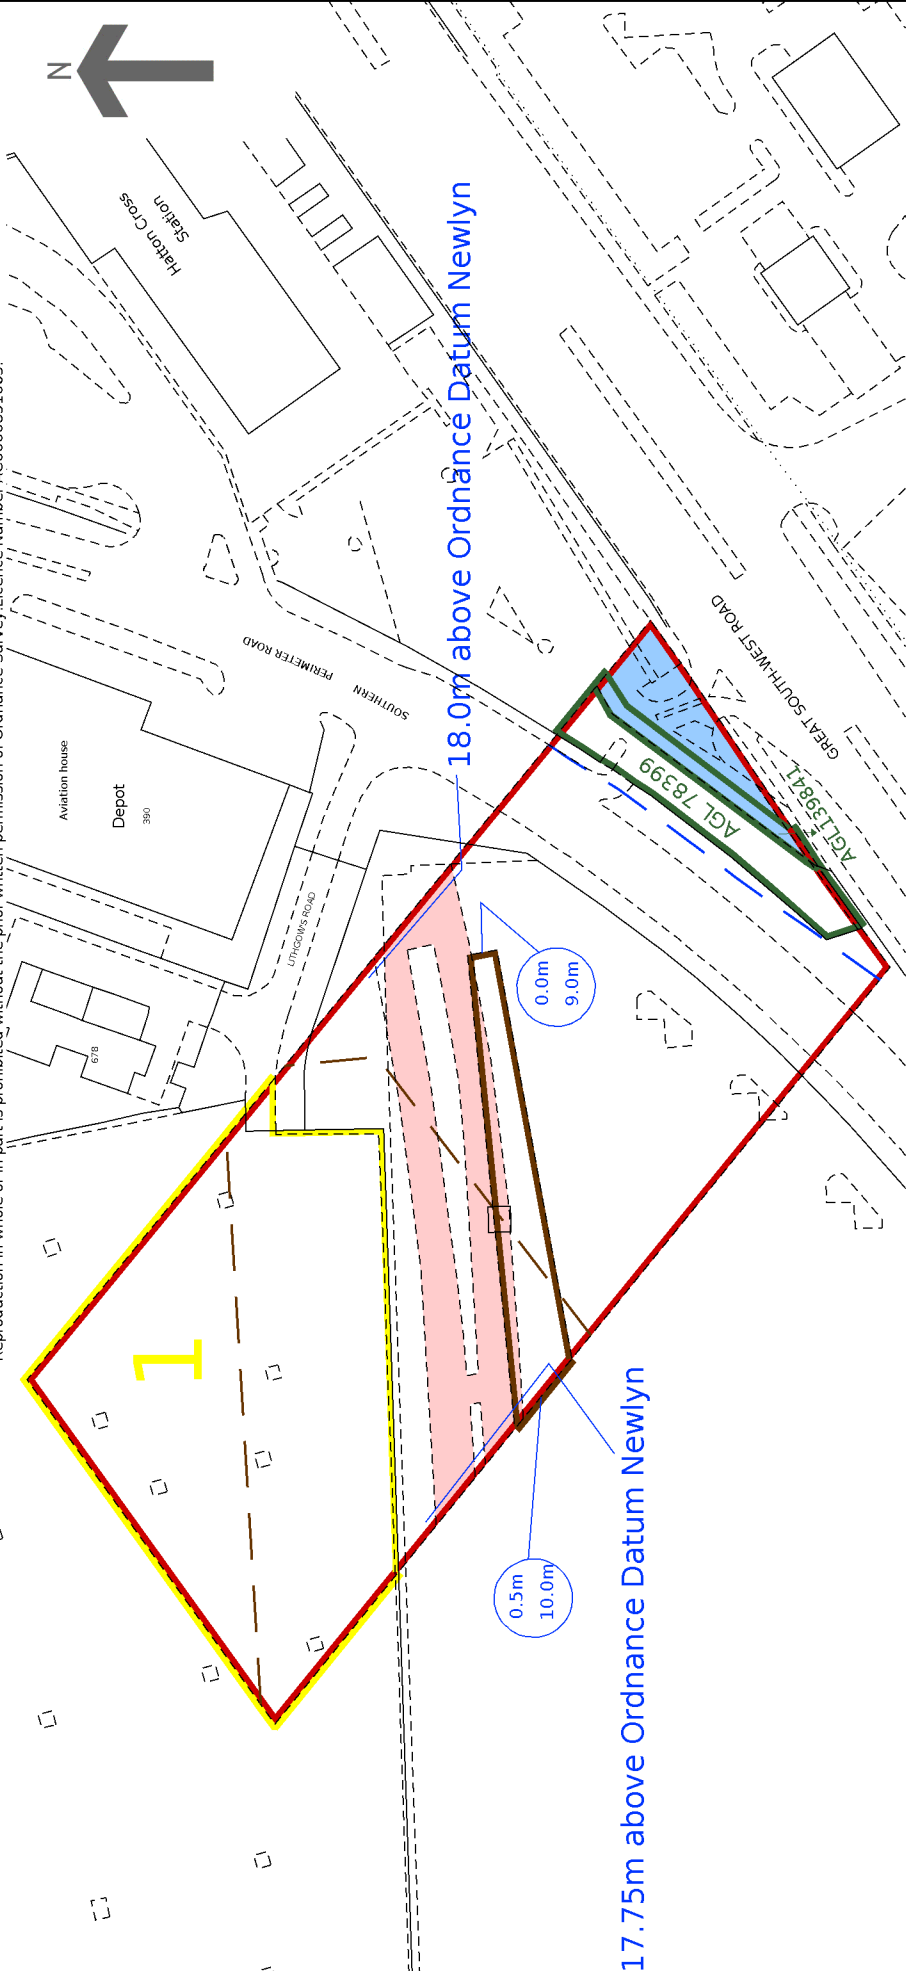 N
Hatton Cross
Station
18.0m above Ordnance Datum Newlyn
SOUTHERN
PERIMETER ROAD
GREAT SOUTH-WEST ROAD
Aviation house
Depot
390
LITHGOW'S ROAD
678
AGL 78399
AGL139841
0.0m
9.0m
1
0.5m
10.0m
17.75m above Ordnance Datum Newlyn